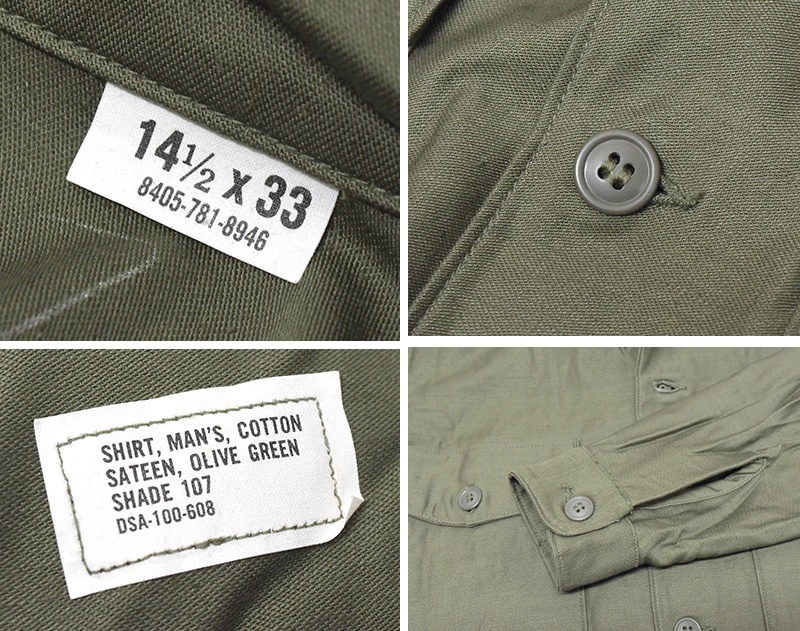 14½ X 33
8405-781-8946
SHIRT, MAN'S, COTTON
SATEEN, OLIVE GREEN
SHADE 107
DSA-100-608